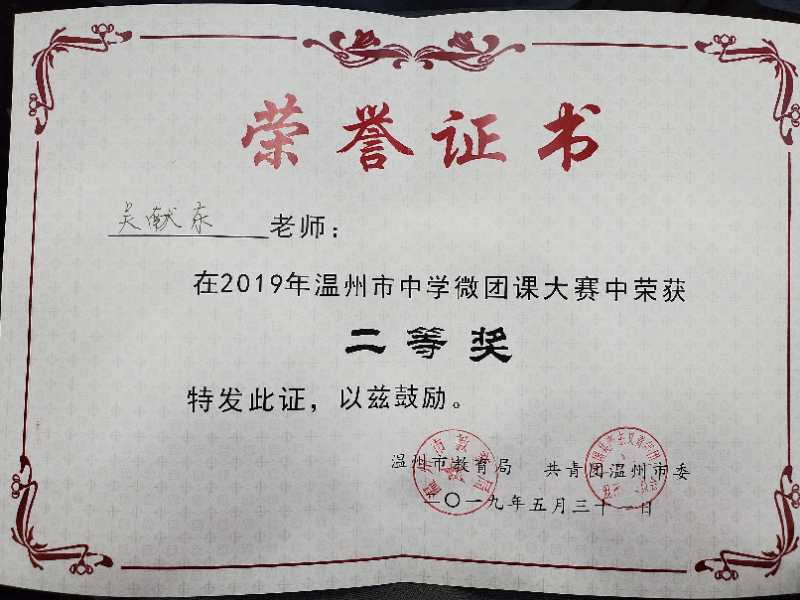 荣誉证书
吴献东 老师：
在2019年温州市中学微团课大赛中荣获
二等奖
特发此证，以兹鼓励。
温州市教育局 共青团温州市委
二〇一九年五月三十一日